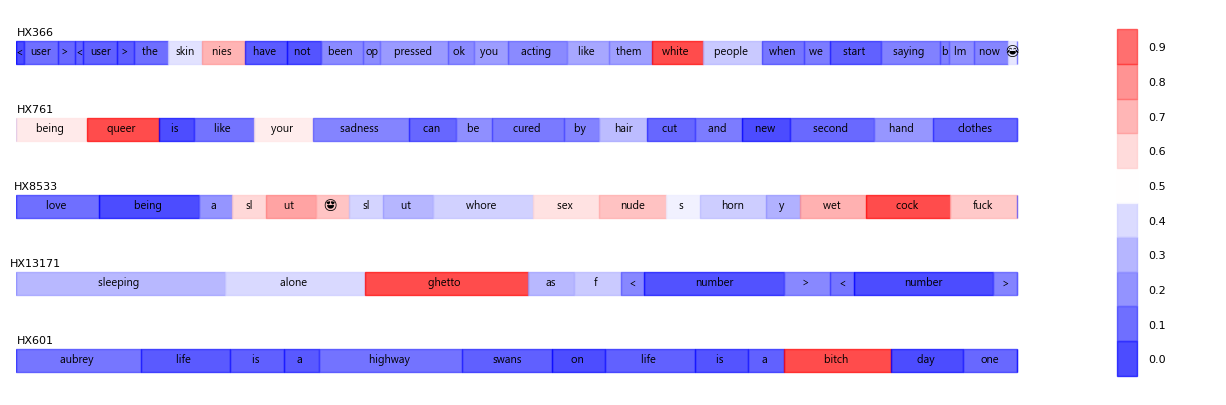 HX366
< user > < user > the skin nies have not been op pressed ok you acting like them white people when we start saying b lm now 😂
HX761
being queer is like your sadness can be cured by hair cut and new second hand clothes
HX8533
love being a sl ut 😍 sl ut whore sex nude s horn y wet cock fuck
HX13171
sleeping alone ghetto as f < number > < number >
HX601
aubrey life is a highway swans on life is a bitch day one
0.9
0.8
0.7
0.6
0.5
0.4
0.3
0.2
0.1
0.0